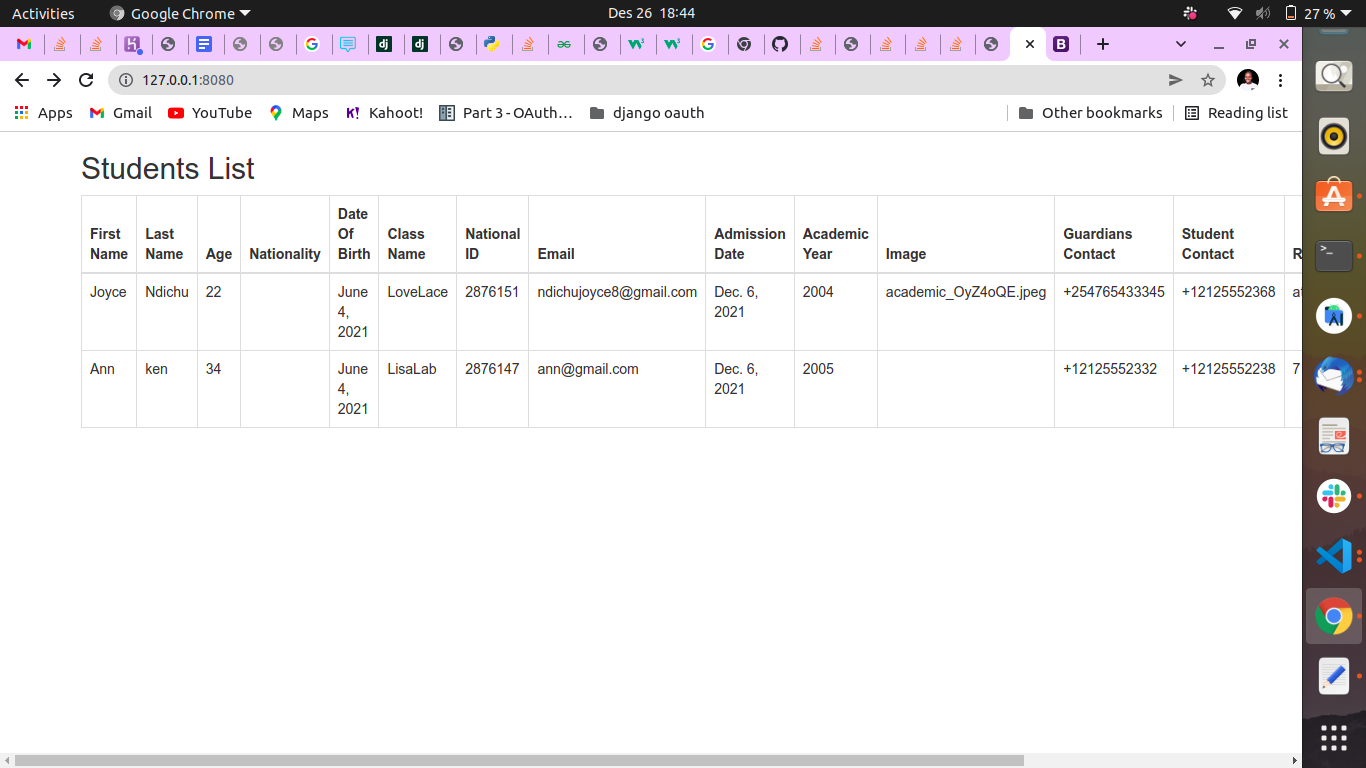 Activities Google Chrome Des 26 18:44 27 %
127.0.0.1:8080
Apps Gmail YouTube Maps Kahoot! Part 3 - OAuth… django oauth Other bookmarks Reading list
Students List
First Name Last Name Age Nationality Date Of Birth Class Name National ID Email Admission Date Academic Year Image Guardians Contact Student Contact R
Joyce Ndichu 22 June 4, 2021 LoveLace 2876151 ndichujoyce8@gmail.com Dec. 6, 2021 2004 academic_OyZ4oQE.jpeg +254765433345 +12125552368
Ann ken 34 June 4, 2021 LisaLab 2876147 ann@gmail.com Dec. 6, 2021 2005 +12125552332 +12125552238 7